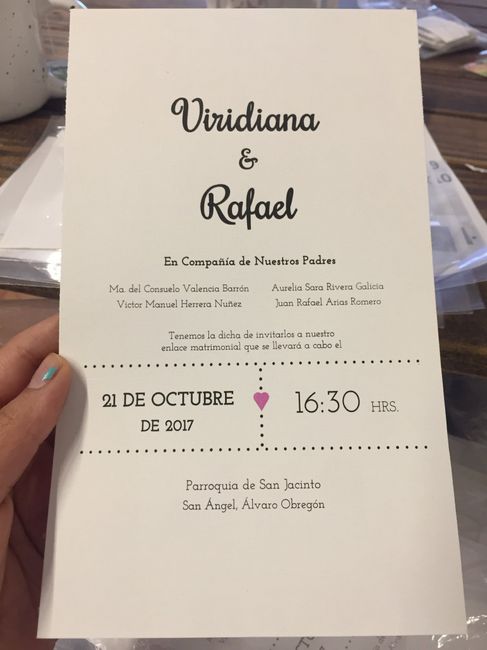 Viridiana
&
Rafael
En Compañía de Nuestros Padres
Ma. del Consuelo Valencia Barrón
Victor Manuel Herrera Nuñez
Aurelia Sara Rivera Galicia
Juan Rafael Arias Romero
Tenemos la dicha de invitarlos a nuestro
enlace matrimonial que se llevará a cabo el
21 DE OCTUBRE
DE 2017
16:30 HRS.
Parroquia de San Jacinto
San Ángel, Álvaro Obregón